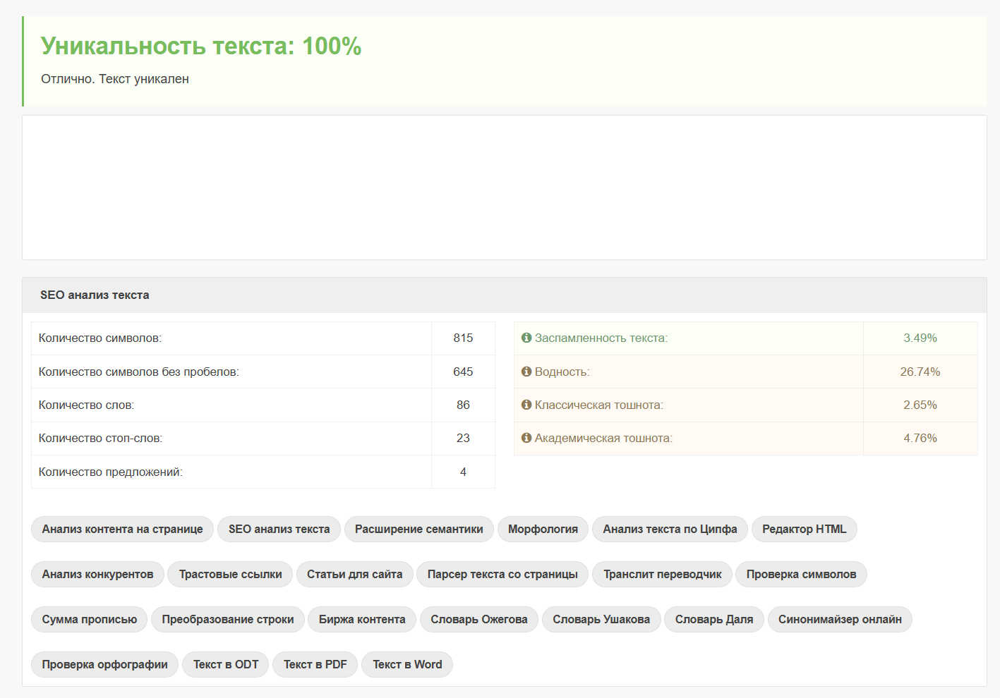 Уникальность текста: 100%
Отлично. Текст уникален
SEO анализ текста
Количество символов: 815
Количество символов без пробелов: 645
Количество слов: 86
Количество стоп-слов: 23
Количество предложений: 4
Заспамленность текста: 3.49%
Водность: 26.74%
Классическая тошнота: 2.65%
Академическая тошнота: 4.76%
Анализ контента на странице SEO анализ текста Расширение семантики Морфология Анализ текста по Ципфа Редактор HTML
Анализ конкурентов Трастовые ссылки Статьи для сайта Парсер текста со страницы Транслит переводчик Проверка символов
Сумма прописью Преобразование строки Биржа контента Словарь Ожегова Словарь Ушакова Словарь Даля Синонимайзер онлайн
Проверка орфографии Текст в ODT Текст в PDF Текст в Word